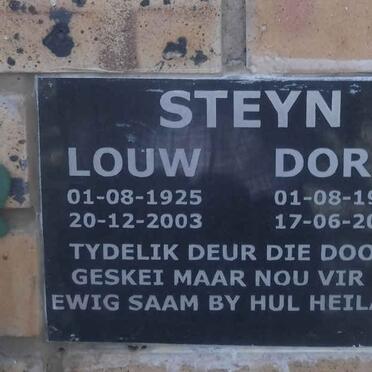 STEYN
LOUW DOR
01-08-1925 01-08-19
20-12-2003 17-06-20
TYDELIK DEUR DIE DOO
GESKEI MAAR NOU VIR
EWIG SAAM BY HUL HEILA